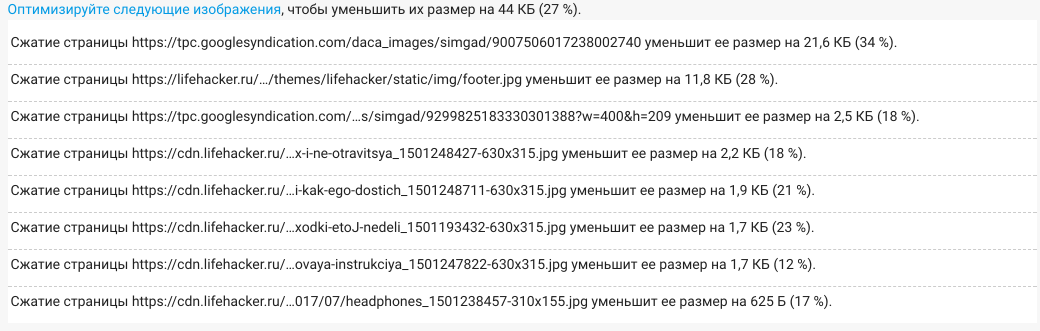 Оптимизируйте следующие изображения, чтобы уменьшить их размер на 44 КБ (27 %).
Сжатие страницы https://tpc.googlesyndication.com/daca_images/simgad/9007506017238002740 уменьшит ее размер на 21,6 КБ (34 %).
Сжатие страницы https://lifehacker.ru/…/themes/lifehacker/static/img/footer.jpg уменьшит ее размер на 11,8 КБ (28 %).
Сжатие страницы https://tpc.googlesyndication.com/…s/simgad/9299825183330301388?w=400&h=209 уменьшит ее размер на 2,5 КБ (18 %).
Сжатие страницы https://cdn.lifehacker.ru/…x-i-ne-otravitsya_1501248427-630x315.jpg уменьшит ее размер на 2,2 КБ (18 %).
Сжатие страницы https://cdn.lifehacker.ru/…i-kak-ego-dostich_1501248711-630x315.jpg уменьшит ее размер на 1,9 КБ (21 %).
Сжатие страницы https://cdn.lifehacker.ru/…xodki-etoJ-nedeli_1501193432-630x315.jpg уменьшит ее размер на 1,7 КБ (23 %).
Сжатие страницы https://cdn.lifehacker.ru/…ovaya-instrukciya_1501247822-630x315.jpg уменьшит ее размер на 1,7 КБ (12 %).
Сжатие страницы https://cdn.lifehacker.ru/…017/07/headphones_1501238457-310x155.jpg уменьшит ее размер на 625 Б (17 %).